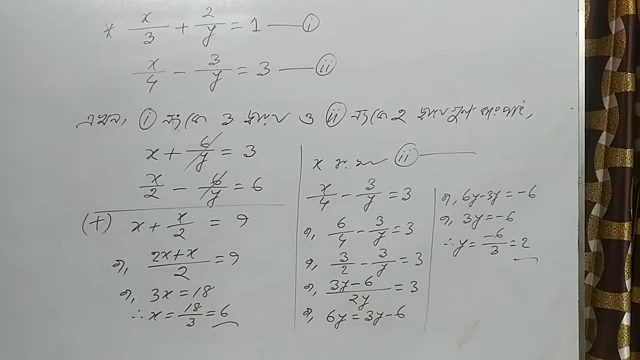 * x/3 + 2/y = 1 —— (i)
x/4 - 3/y = 3 —— (ii)
এখন, (i) নং কে 3 দ্বারা ও (ii) নং কে 2 দ্বারা গুণ করে পাই,
x + 6/y = 3
x/2 - 6/y = 6
(+) x + x/2 = 9
বা, (2x+x)/2 = 9
বা, 3x = 18
∴ x = 18/3 = 6
(ii) ——
x/4 - 3/y = 3
বা, 6/4 - 3/y = 3
বা, 3/2 - 3/y = 3
বা, (3y-6)/2y = 3
বা, 6y = 3y - 6
বা, 6y - 3y = -6
বা, 3y = -6
∴ y = -6/3 = 2